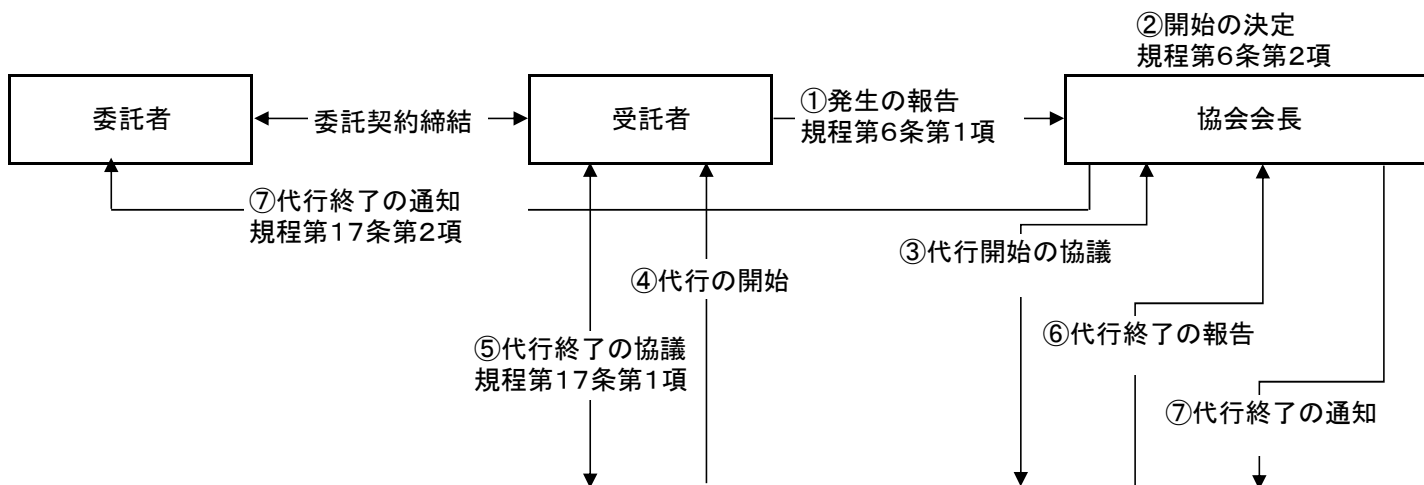 ②開始の決定
規程第6条第2項
委託者
委託契約締結
受託者
①発生の報告
規程第6条第1項
協会会長
⑦代行終了の通知
規程第17条第2項
③代行開始の協議
④代行の開始
⑤代行終了の協議
規程第17条第1項
⑥代行終了の報告
⑦代行終了の通知